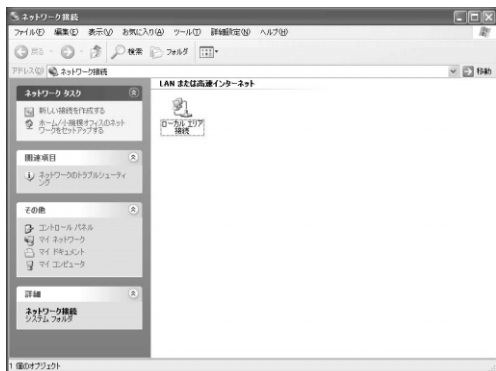 ネットワーク接続
ファイル(F) 編集(E) 表示(V) お気に入り(A) ツール(T) 詳細設定(N) ヘルプ(H)
戻る 検索 フォルダ
アドレス(D) ネットワーク接続 移動
ネットワーク タスク
新しい接続を作成する
ホーム/小規模オフィスのネット
ワークをセットアップする
関連項目
ネットワークのトラブルシューティ
ング
その他
コントロール パネル
マイ ネットワーク
マイ ドキュメント
マイ コンピュータ
詳細
ネットワーク接続
システム フォルダ
LAN または高速インターネット
ローカル エリア
接続
1 個のオブジェクト